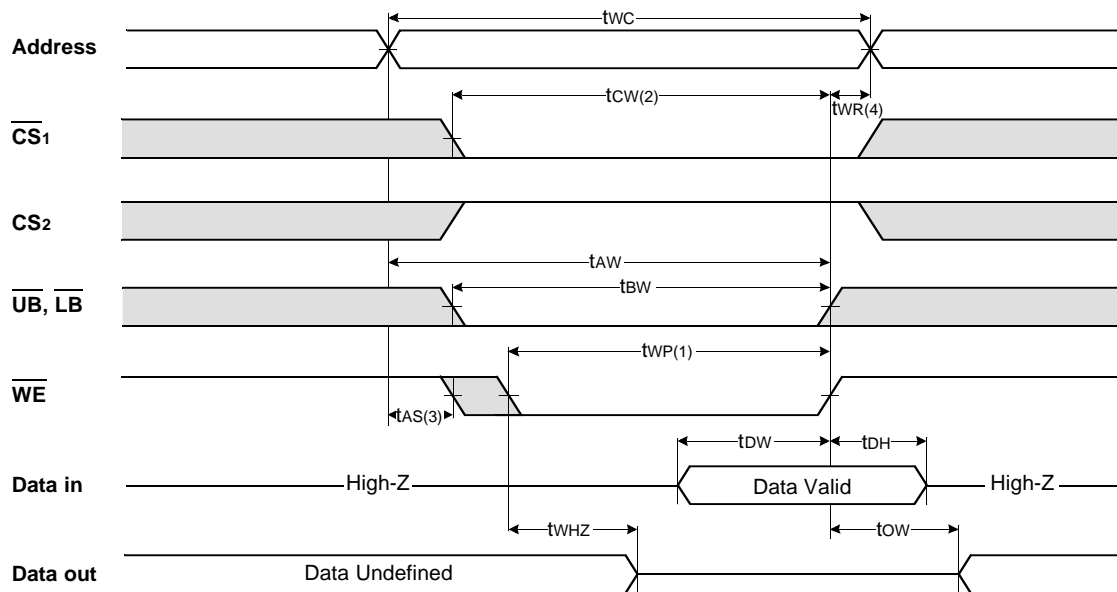 tWC
Address
tCW(2)
tWR(4)
CS1
CS2
tAW
UB, LB
tBW
tWP(1)
WE
tAS(3)
tDW
tDH
Data in
High-Z
Data Valid
High-Z
tWHZ
tOW
Data out
Data Undefined